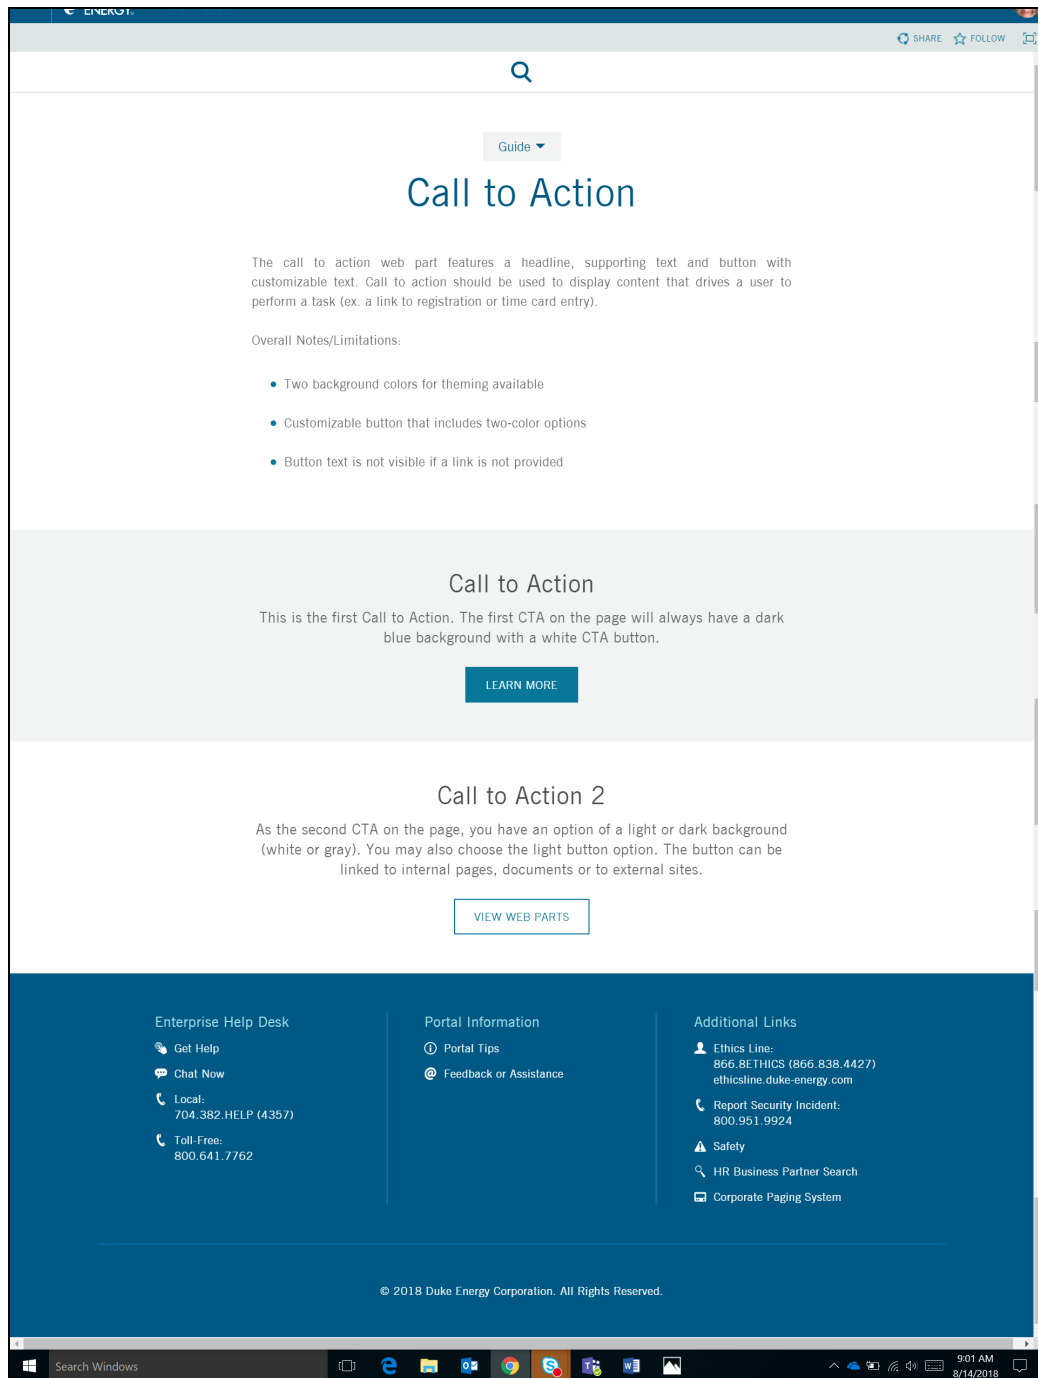 ENERGY
SHARE FOLLOW
Guide
Call to Action
The call to action web part features a headline, supporting text and button with
customizable text. Call to action should be used to display content that drives a user to
perform a task (ex. a link to registration or time card entry).
Overall Notes/Limitations:
Two background colors for theming available
Customizable button that includes two-color options
Button text is not visible if a link is not provided
Call to Action
This is the first Call to Action. The first CTA on the page will always have a dark
blue background with a white CTA button.
LEARN MORE
Call to Action 2
As the second CTA on the page, you have an option of a light or dark background
(white or gray). You may also choose the light button option. The button can be
linked to internal pages, documents or to external sites.
VIEW WEB PARTS
Enterprise Help Desk
Get Help
Chat Now
Local:
704.382.HELP (4357)
Toll-Free:
800.641.7762
Portal Information
Portal Tips
Feedback or Assistance
Additional Links
Ethics Line:
866.8ETHICS (866.838.4427)
ethicsline.duke-energy.com
Report Security Incident:
800.951.9924
Safety
HR Business Partner Search
Corporate Paging System
© 2018 Duke Energy Corporation. All Rights Reserved.
Search Windows
9:01 AM
8/14/2018